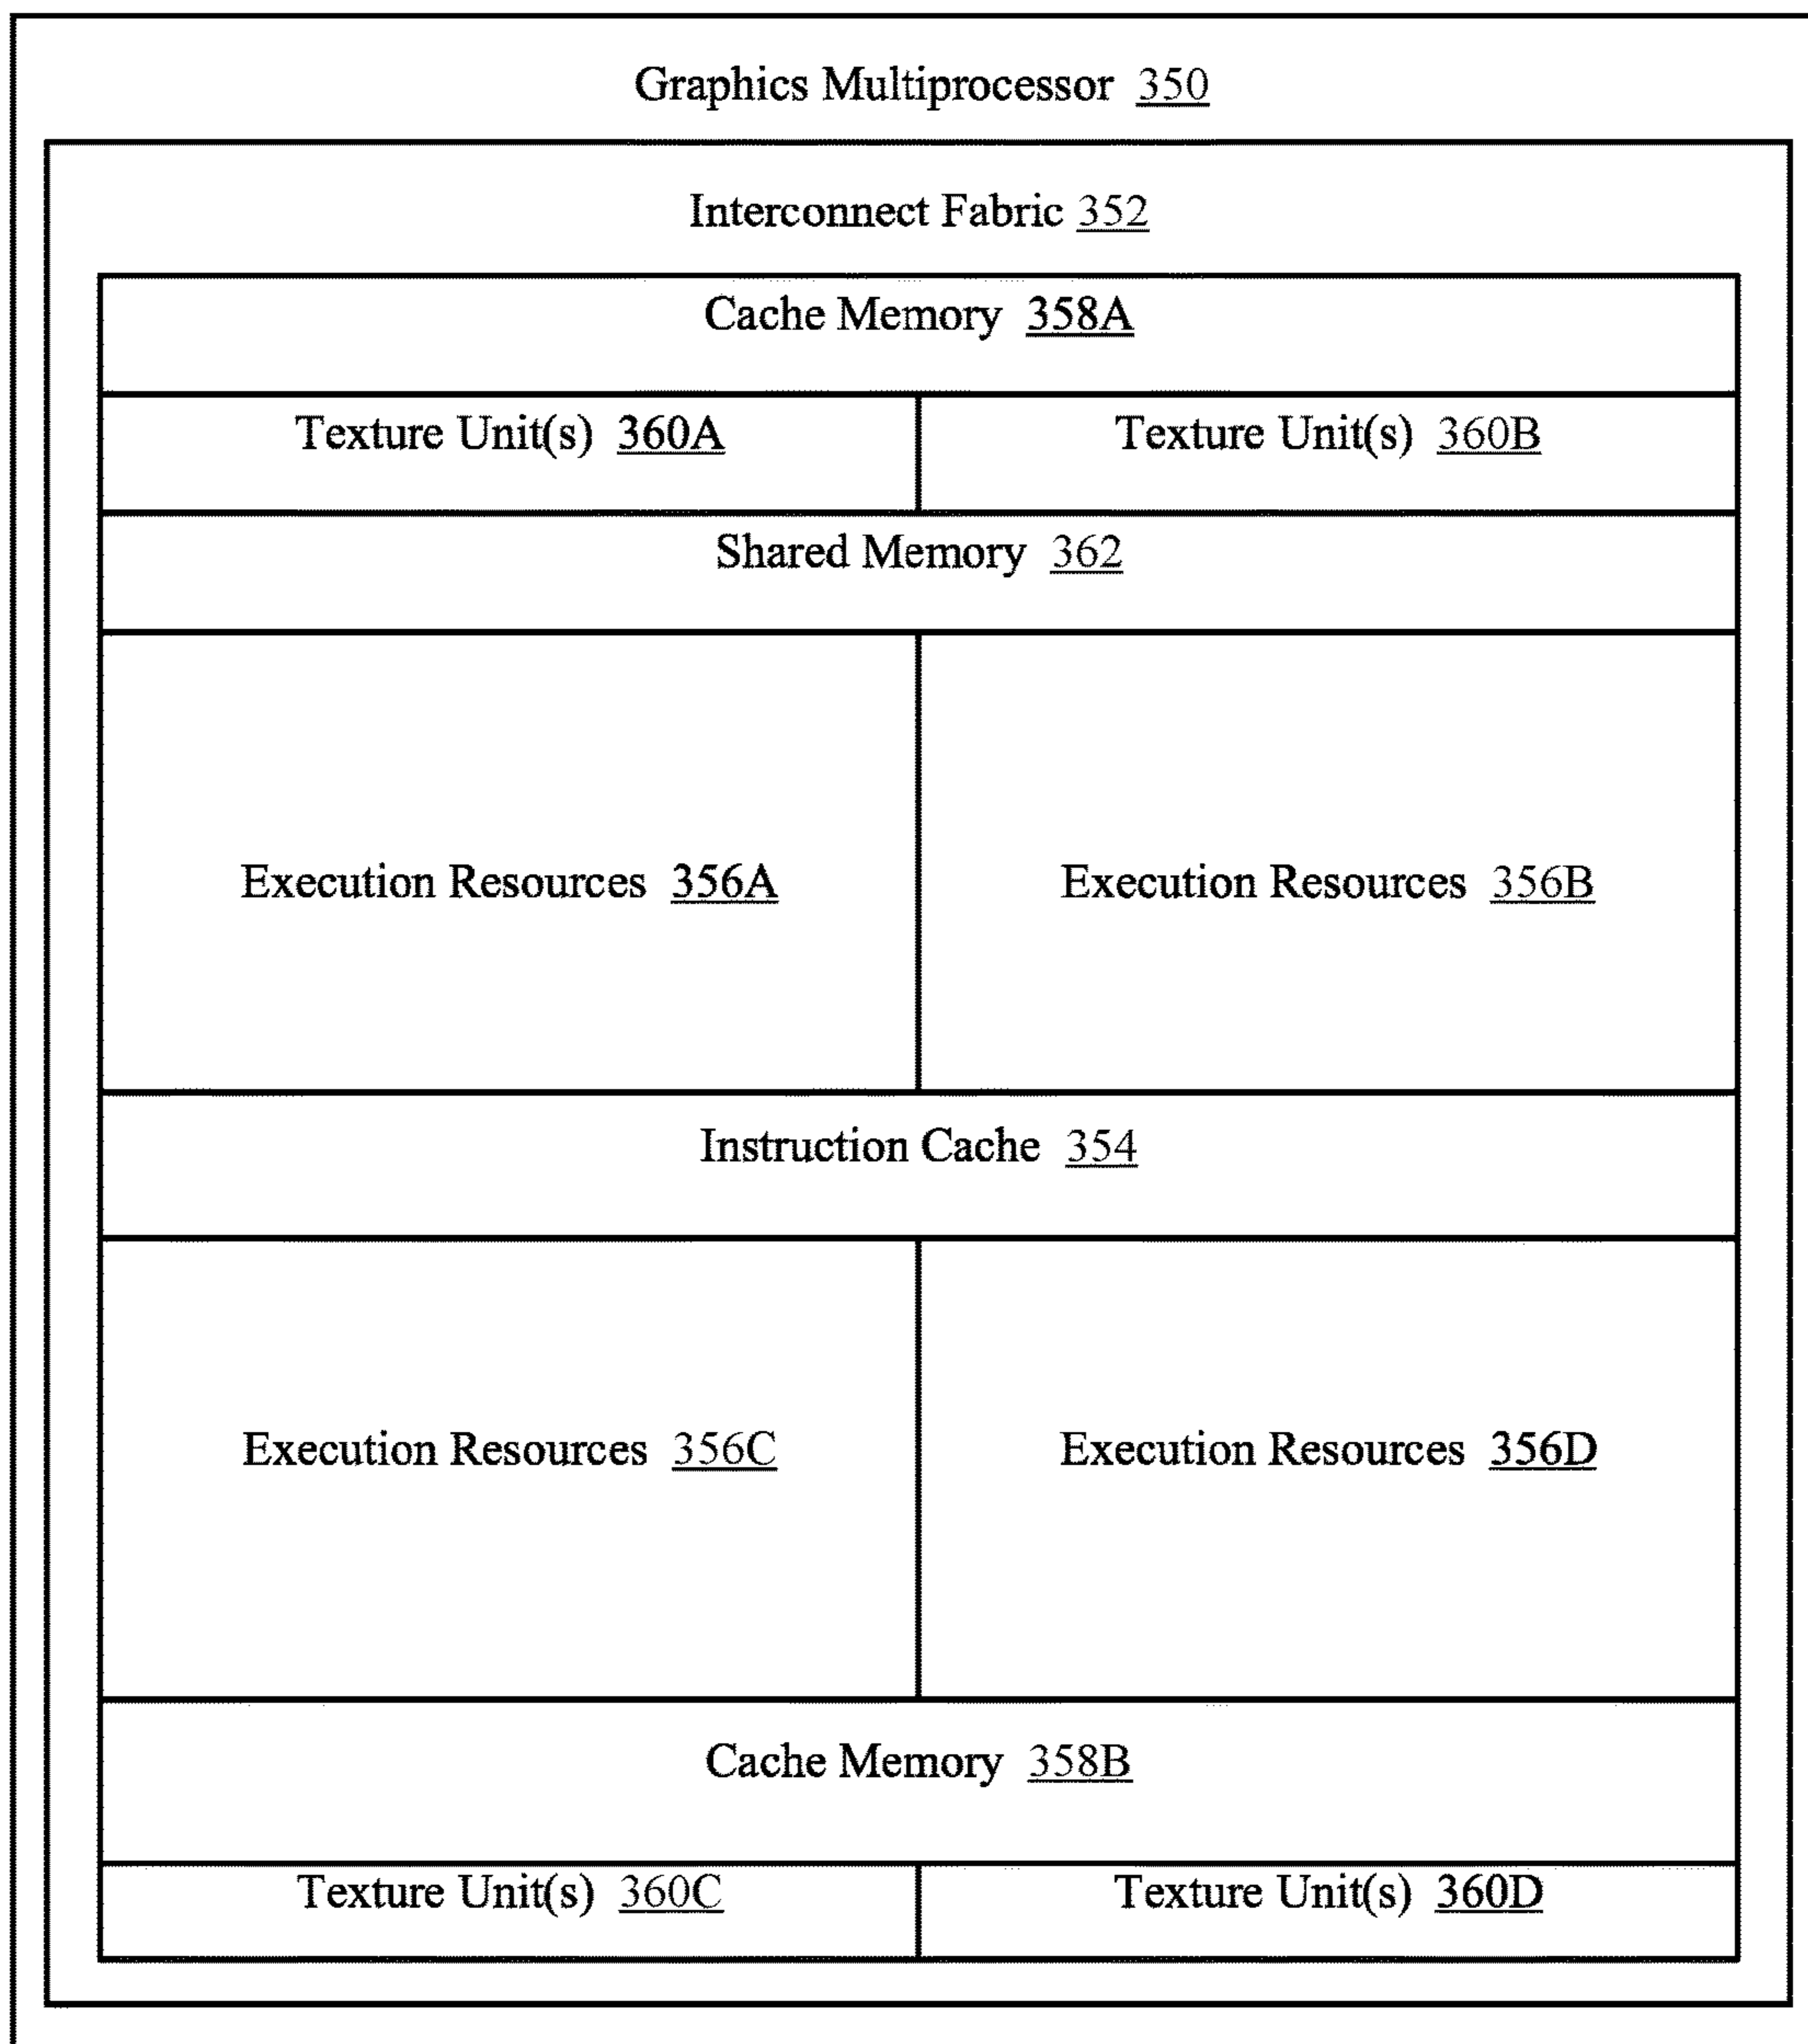 Graphics Multiprocessor 350
Interconnect Fabric 352
Cache Memory 358A
Texture Unit(s) 360A Texture Unit(s) 360B
Shared Memory 362
Execution Resources 356A Execution Resources 356B
Instruction Cache 354
Execution Resources 356C Execution Resources 356D
Cache Memory 358B
Texture Unit(s) 360C Texture Unit(s) 360D